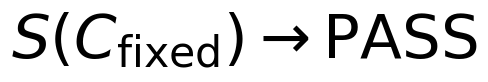 S(C_fixed) → PASS